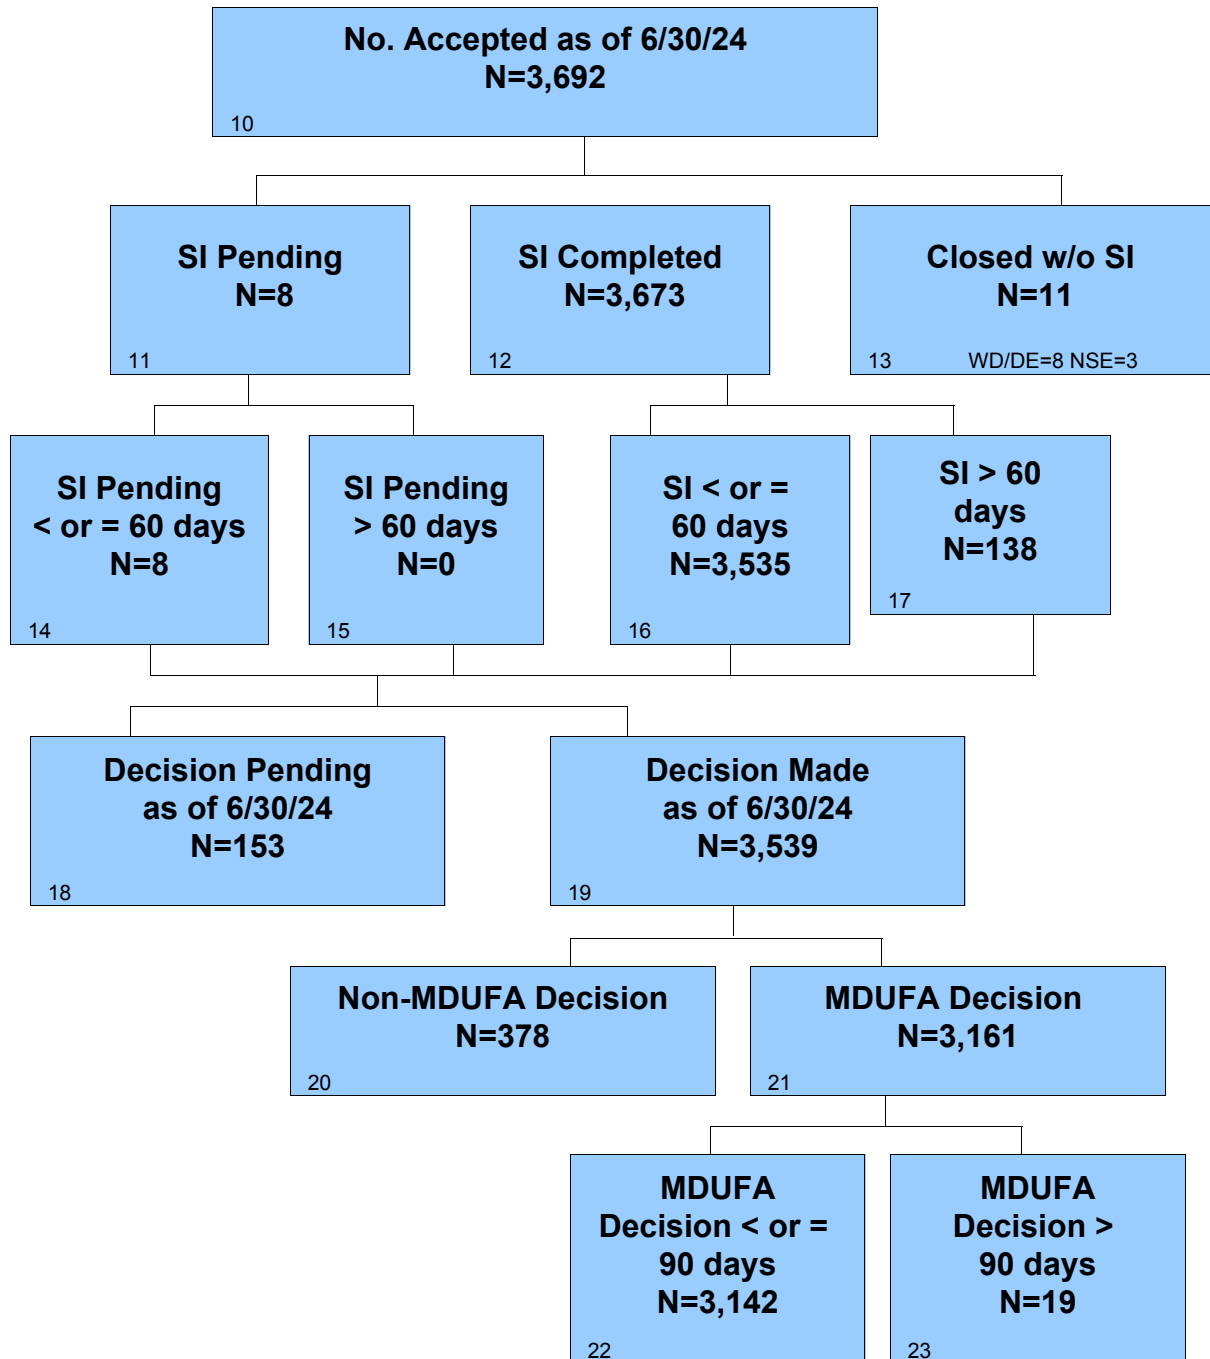 No. Accepted as of 6/30/24
N=3,692
10
SI Pending
N=8
11
SI Completed
N=3,673
12
Closed w/o SI
N=11
13 WD/DE=8 NSE=3
SI Pending
< or = 60 days
N=8
14
SI Pending
> 60 days
N=0
15
SI < or =
60 days
N=3,535
16
SI > 60
days
N=138
17
Decision Pending
as of 6/30/24
N=153
18
Decision Made
as of 6/30/24
N=3,539
19
Non-MDUFA Decision
N=378
20
MDUFA Decision
N=3,161
21
MDUFA
Decision < or =
90 days
N=3,142
22
MDUFA
Decision >
90 days
N=19
23